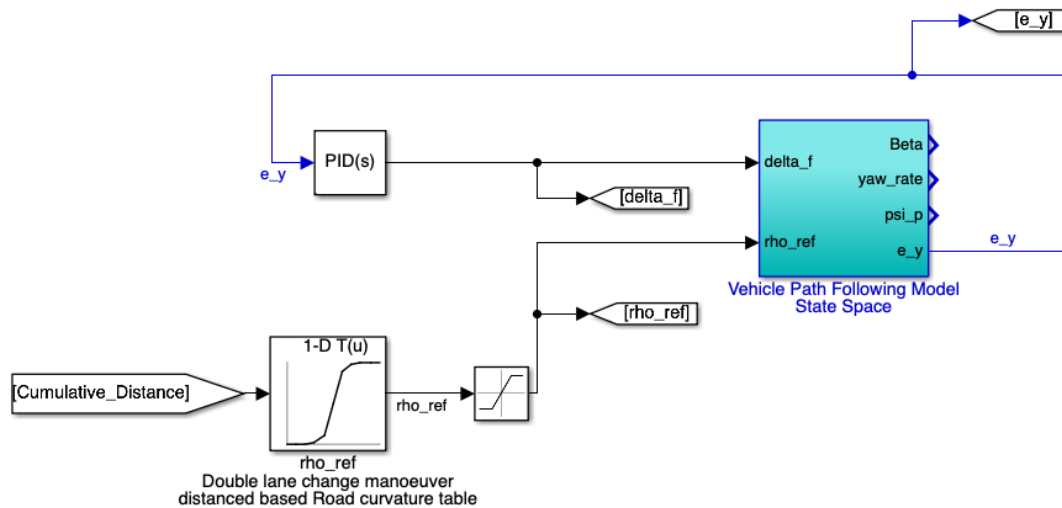 [e_y]
e_y
PID(s)
[delta_f]
delta_f
rho_ref
Beta
yaw_rate
psi_p
e_y
e_y
Vehicle Path Following Model
State Space
[rho_ref]
[Cumulative_Distance]
1-D T(u)
rho_ref
rho_ref
Double lane change manoeuver
distanced based Road curvature table